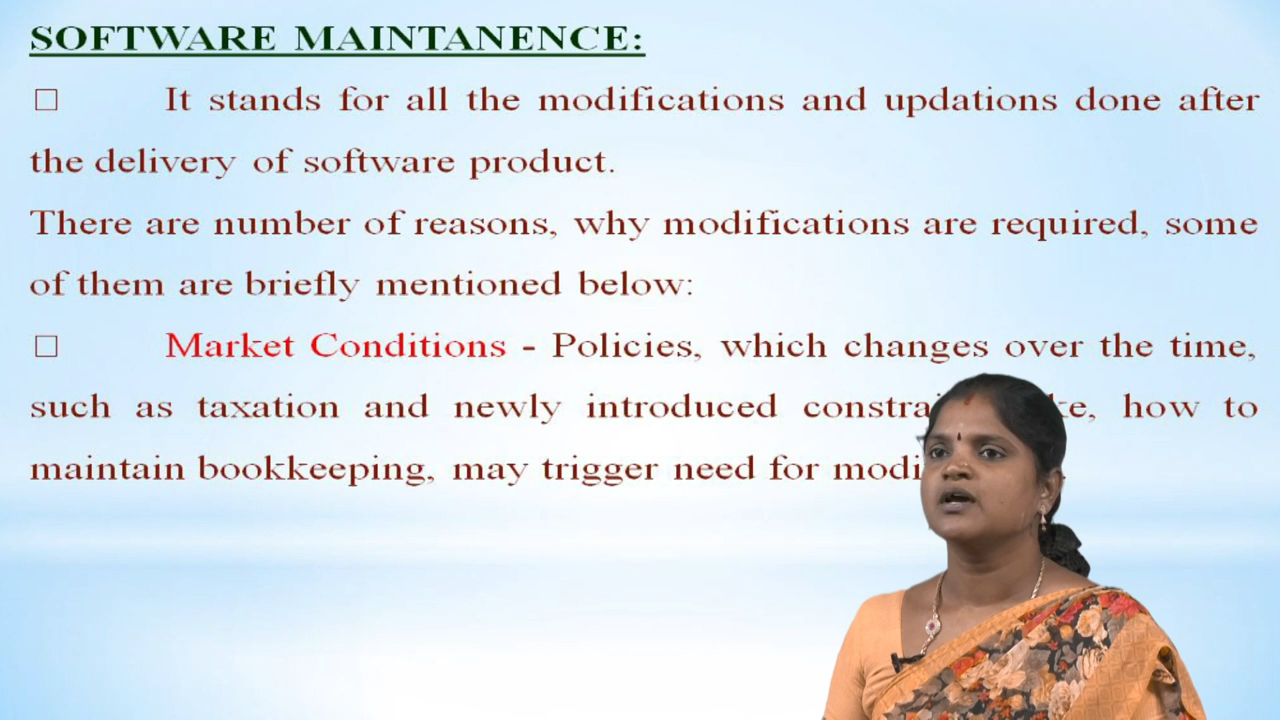 SOFTWARE MAINTANENCE:
It stands for all the modifications and updations done after
the delivery of software product.
There are number of reasons, why modifications are required, some
of them are briefly mentioned below:
Market Conditions - Policies, which changes over the time,
such as taxation and newly introduced how to
maintain bookkeeping, may trigger need for